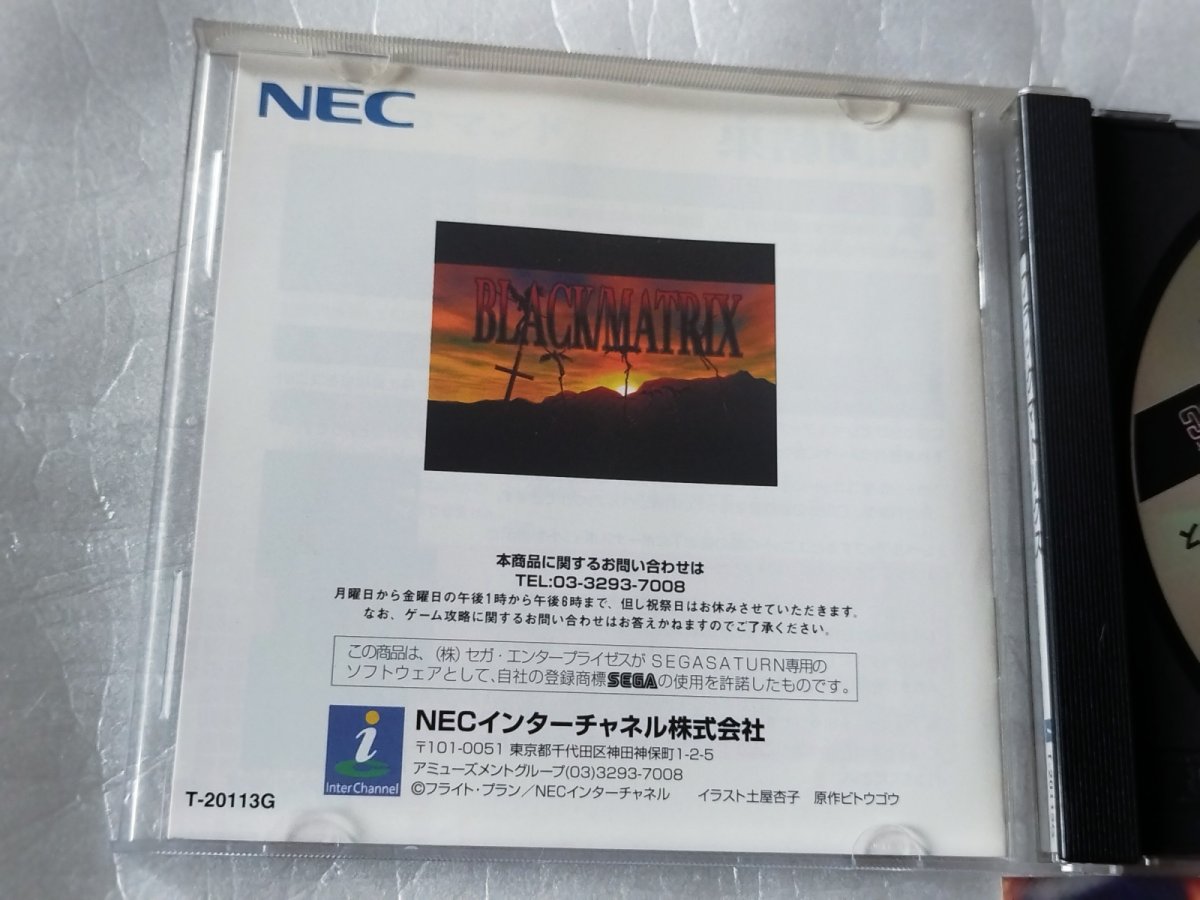 NEC
BLACK/MATRIX
本商品に関するお問い合わせは
TEL:03-3293-7008
月曜日から金曜日の午後1時から午後6時まで、但し祝祭日はお休みさせていただきます。
なお、ゲーム攻略に関するお問い合わせはお答えかねますのでご了承ください。
この商品は、(株)セガ・エンタープライゼスがSEGASATURN専用の
ソフトウェアとして、自社の登録商標SEGAの使用を許諾したものです。
i
InterChannel
NECインターチャネル株式会社
〒101-0051 東京都千代田区神田神保町1-2-5
アミューズメントグループ(03)3293-7008
©フライト・プラン/NECインターチャネル イラスト土屋杏子 原作ビトウゴウ
T-20113G
ス